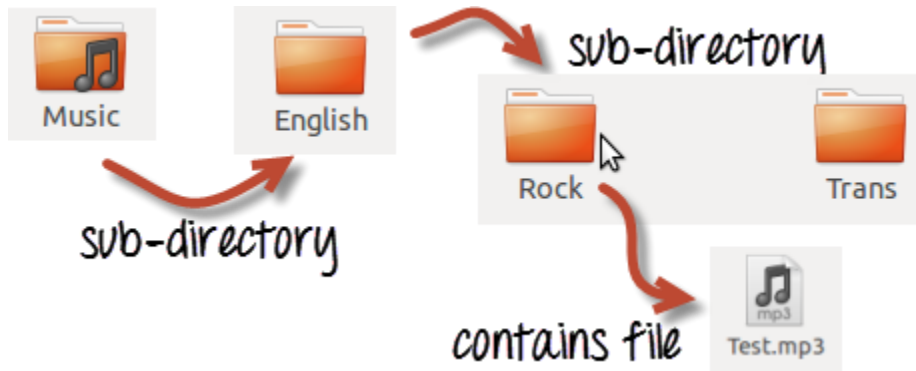 Music
English
sub-directory
sub-directory
Rock
Trans
contains file
mp3
Test.mp3